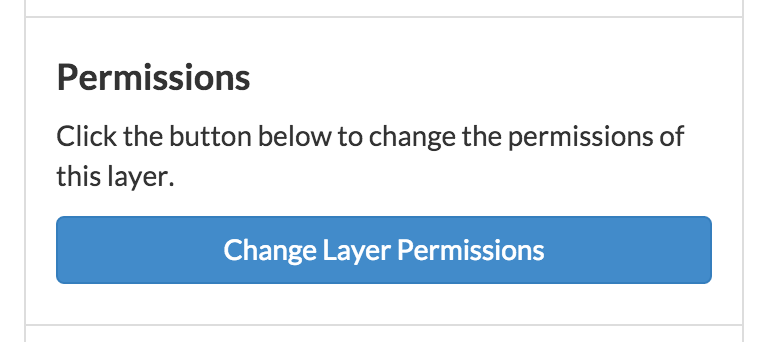 Permissions
Click the button below to change the permissions of
this layer.
Change Layer Permissions